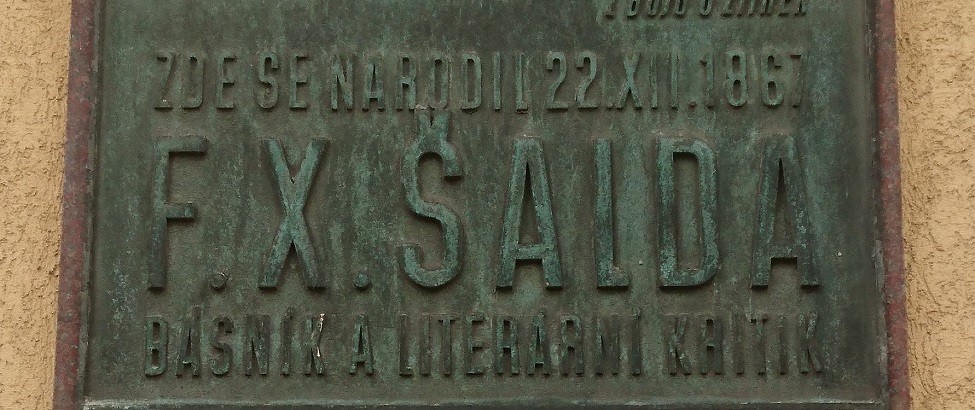 ZDE SE NARODIL 22.XII.1867
F.X.ŠALDA
BÁSNÍK A LITERÁRNÍ KRITIK